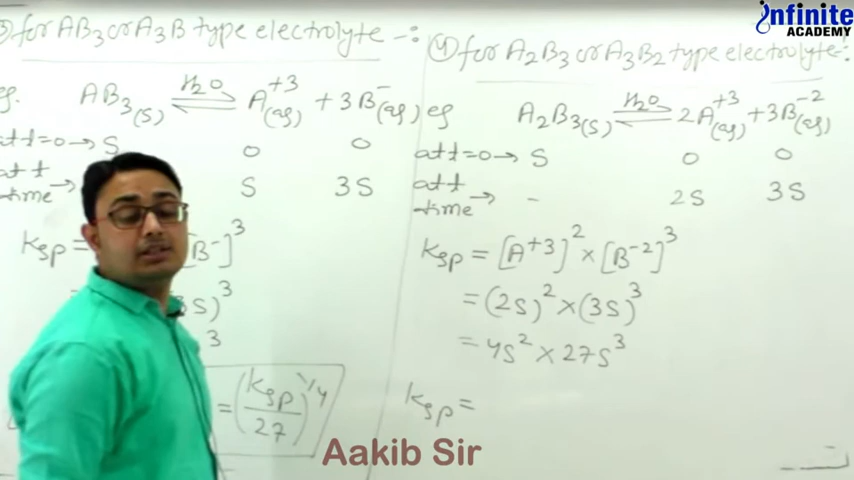 Infinite
ACADEMY
3) for AB₃ or A₃B type electrolyte -:
eg. AB₃(s) ⇌ H₂O A⁺³(aq) + 3B⁻(aq)
at t=0 → S 0 0
at t
time → S 3S
Ksp = [B⁻]³
3S)³
3
= (Ksp/27)^1/4
4) for A₂B₃ or A₃B₂ type electrolyte -:
eg A₂B₃(s) ⇌ H₂O 2A⁺³(aq) + 3B⁻²(aq)
at t=0 → S 0 0
at t
time → - 2S 3S
Ksp = [A⁺³]² × [B⁻²]³
= (2S)² × (3S)³
= 4S² × 27S³
Ksp =
Aakib Sir